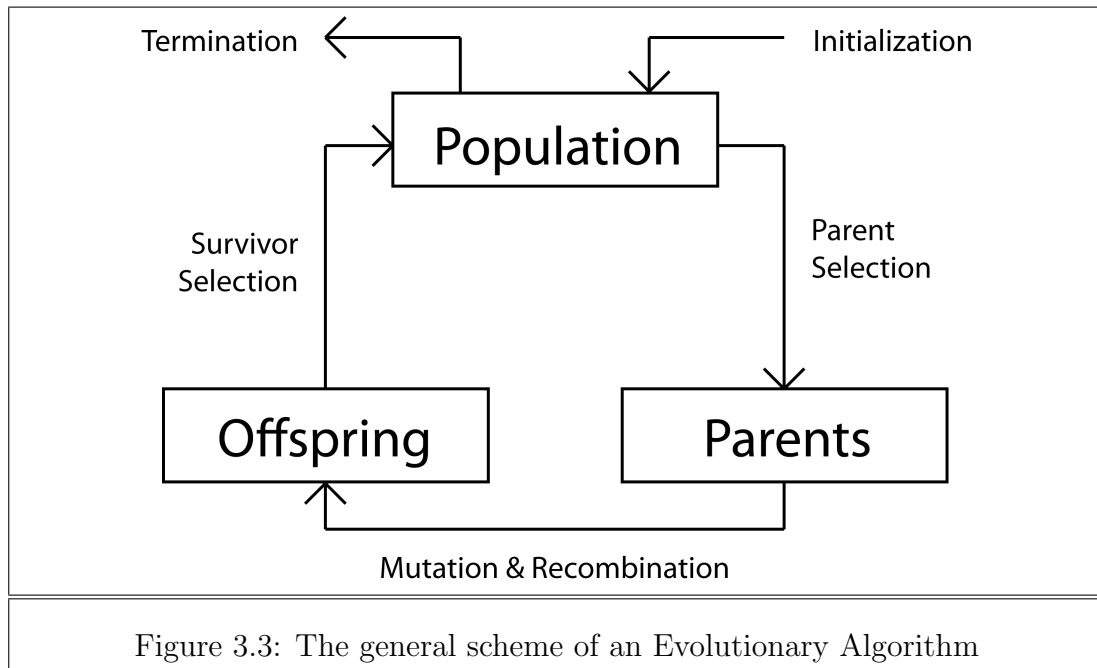 Termination
Initialization
Population
Survivor
Selection
Parent
Selection
Offspring
Parents
Mutation & Recombination
Figure 3.3: The general scheme of an Evolutionary Algorithm